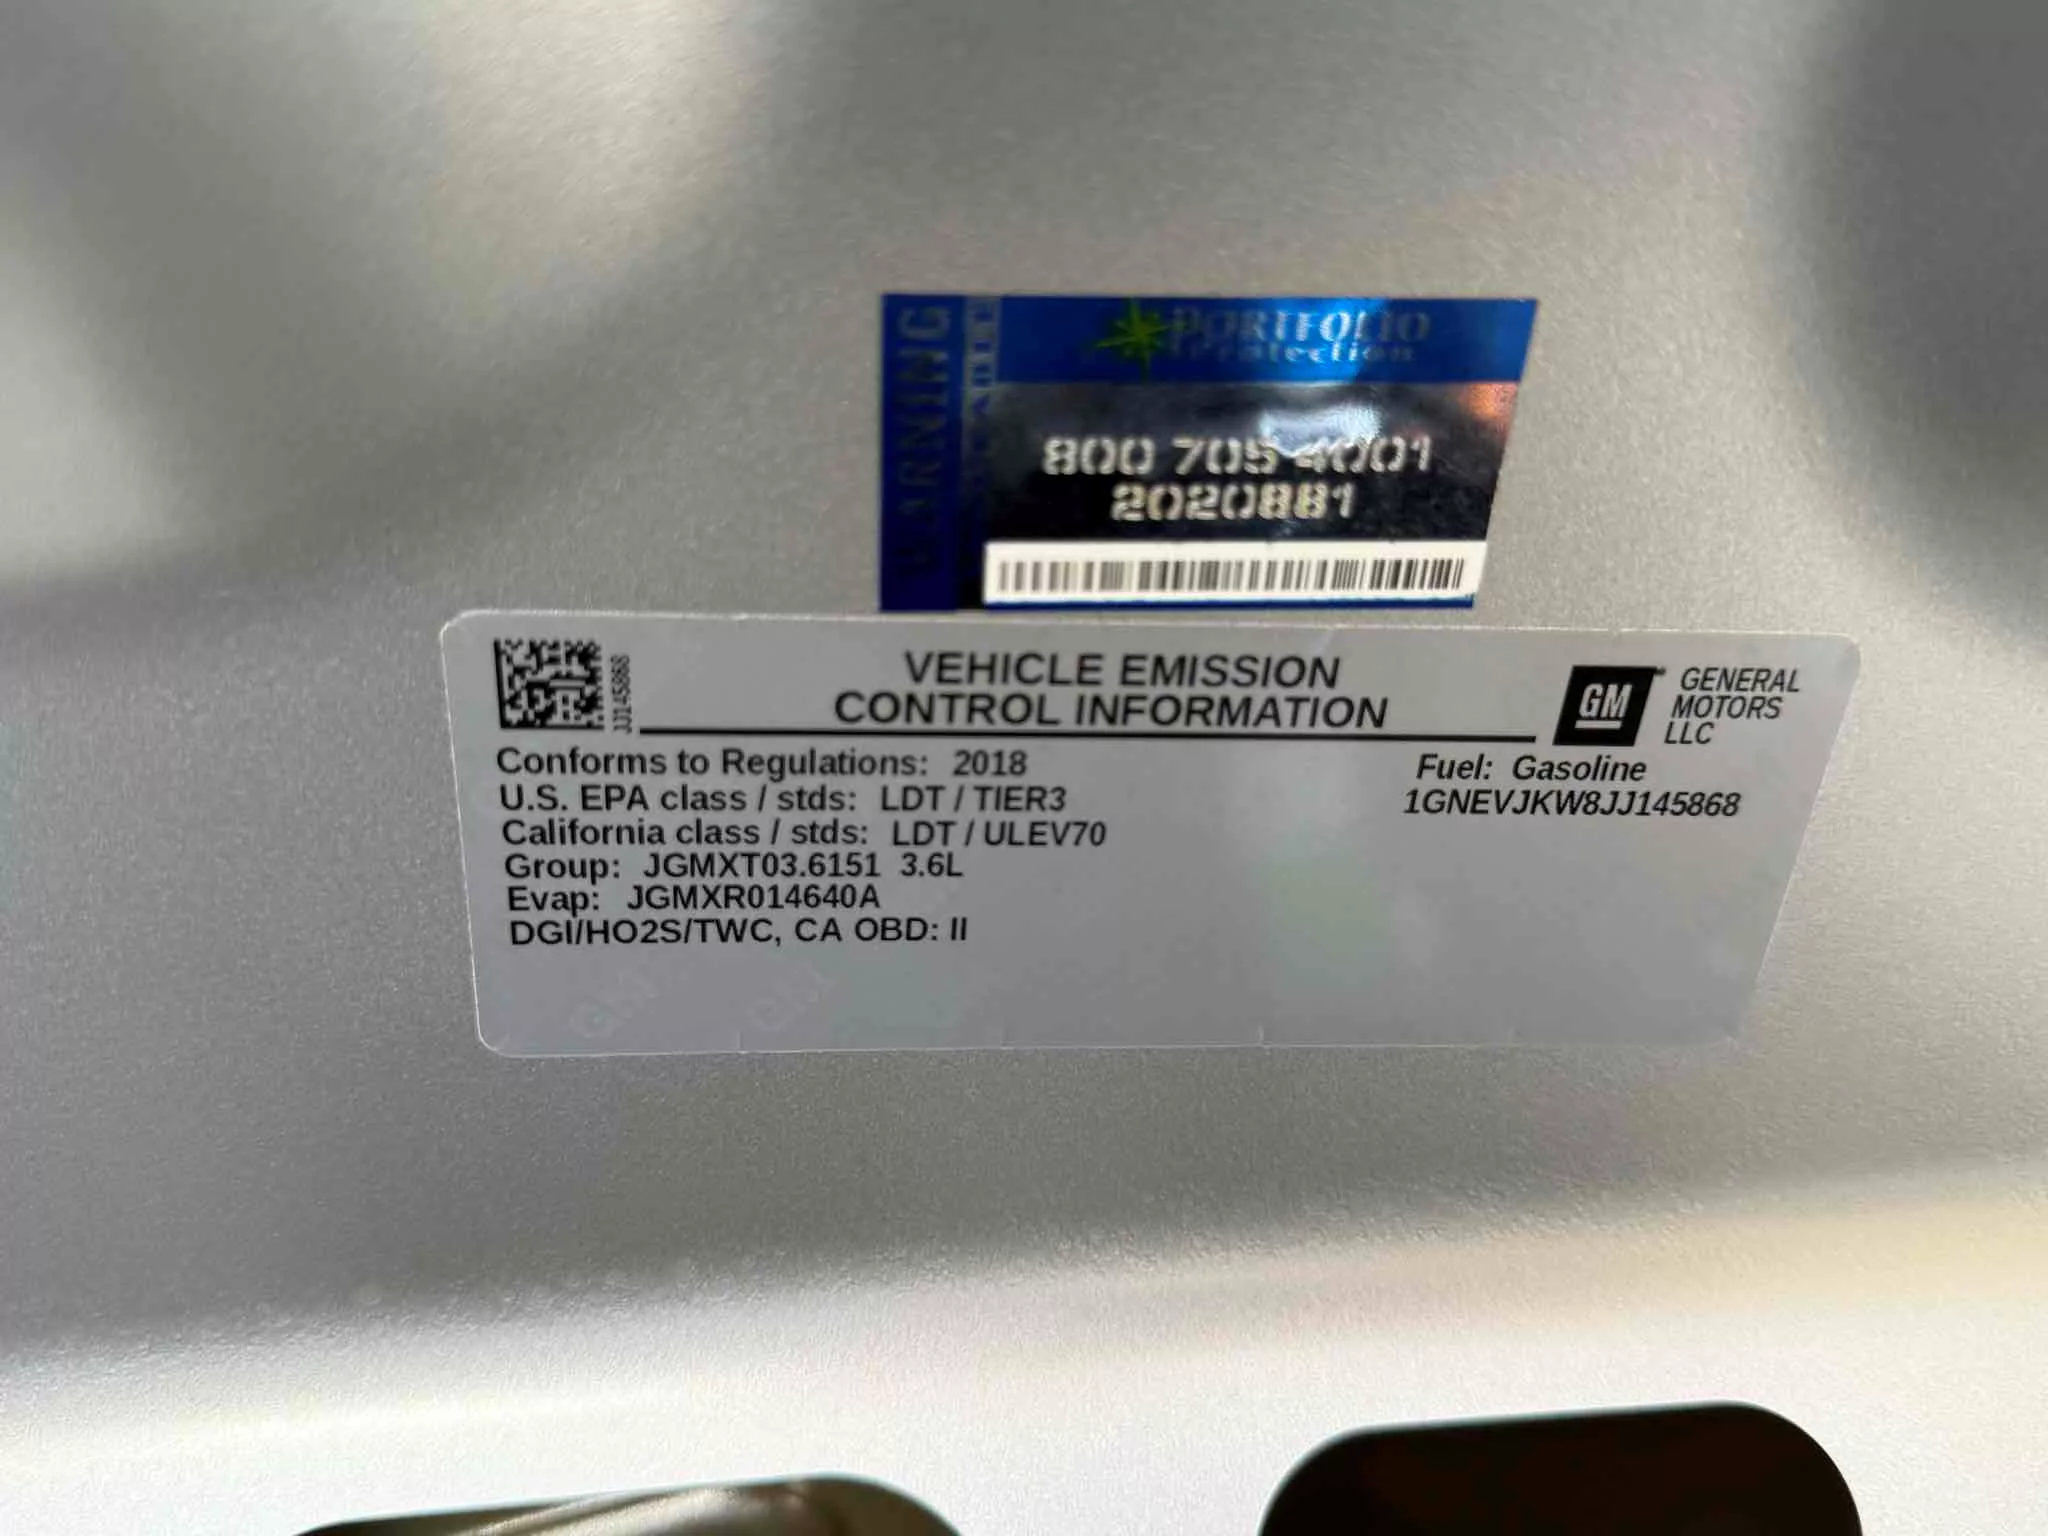 WARNING
PORTFOLIO
Protection
800 705 4001
2020881
JJ145868
VEHICLE EMISSION
CONTROL INFORMATION
GM
GENERAL
MOTORS
LLC
Conforms to Regulations: 2018
U.S. EPA class / stds: LDT / TIER3
California class / stds: LDT / ULEV70
Group: JGMXT03.6151 3.6L
Evap: JGMXR014640A
DGI/HO2S/TWC, CA OBD: II
Fuel: Gasoline
1GNEVJKW8JJ145868